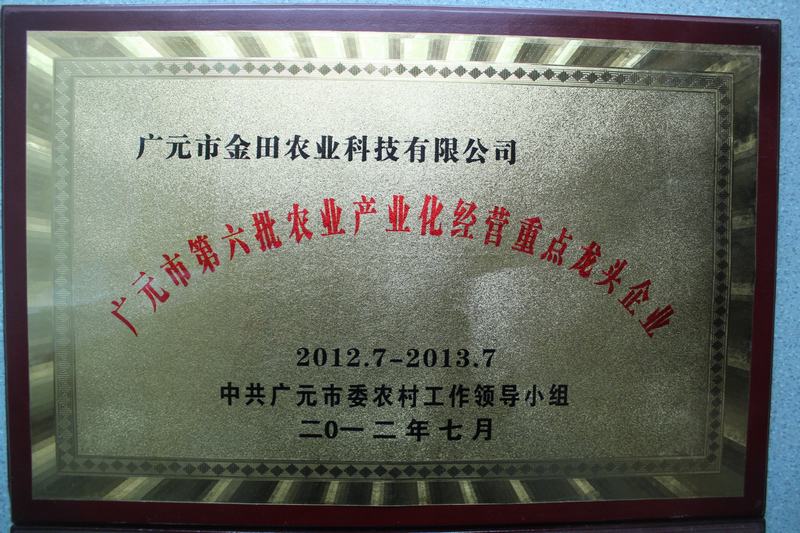 广元市金田农业科技有限公司
广元市第六批农业产业化经营重点龙头企业
2012.7-2013.7
中共广元市委农村工作领导小组
二0一二年七月